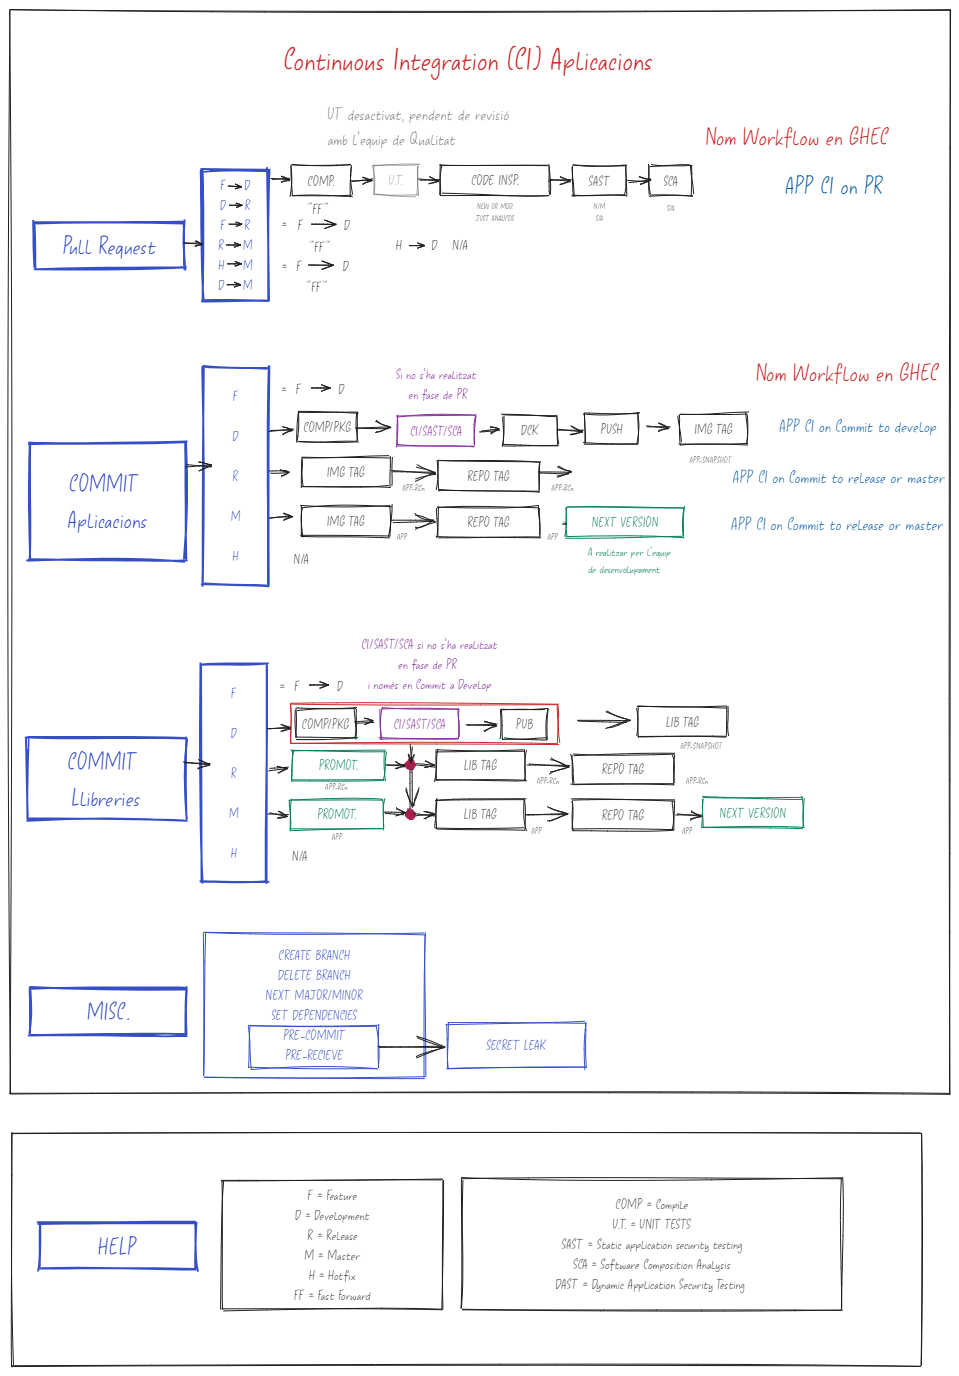 Continuous Integration (CI) Aplicacions
UT desactivat, pendent de revisió
amb l'equip de Qualitat
Nom Workflow en GHEC
APP CI on PR
Pull Request
F → D
D → R
F → R
R → M
H → M
D → M
COMP.
U.T.
CODE INSP.
SAST
SCA
"FF"
NEW OR MOD
JUST ANALYSE
N/M
S/A
S/A
= F → D
"FF"
H → D N/A
= F → D
"FF"
Nom Workflow en GHEC
Si no s'ha realitzat
en fase de PR
COMMIT
Aplicacions
F
D
R
M
H
= F → D
COMP/PKG
CI/SAST/SCA
DCK
PUSH
IMG TAG
APP-SNAPSHOT
APP CI on Commit to develop
IMG TAG
APP-RCn
REPO TAG
APP-RCn
APP CI on Commit to release or master
IMG TAG
APP
REPO TAG
APP
NEXT VERSION
APP CI on Commit to release or master
A realitzar per l'equip
de desenvolupament
N/A
CI/SAST/SCA si no s'ha realitzat
en fase de PR
i només en Commit a Develop
COMMIT
Llibreries
F
D
R
M
H
= F → D
COMP/PKG
CI/SAST/SCA
PUB
LIB TAG
APP-SNAPSHOT
PROMOT.
APP-RCn
LIB TAG
APP-RCn
REPO TAG
APP-RCn
PROMOT.
APP
LIB TAG
APP
REPO TAG
APP
NEXT VERSION
N/A
MISC.
CREATE BRANCH
DELETE BRANCH
NEXT MAJOR/MINOR
SET DEPENDENCIES
PRE-COMMIT
PRE-RECIEVE
SECRET LEAK
HELP
F = Feature
D = Development
R = Release
M = Master
H = Hotfix
FF = Fast Forward
COMP = Compile
U.T. = UNIT TESTS
SAST = Static application security testing
SCA = Software Composition Analysis
DAST = Dynamic Application Security Testing